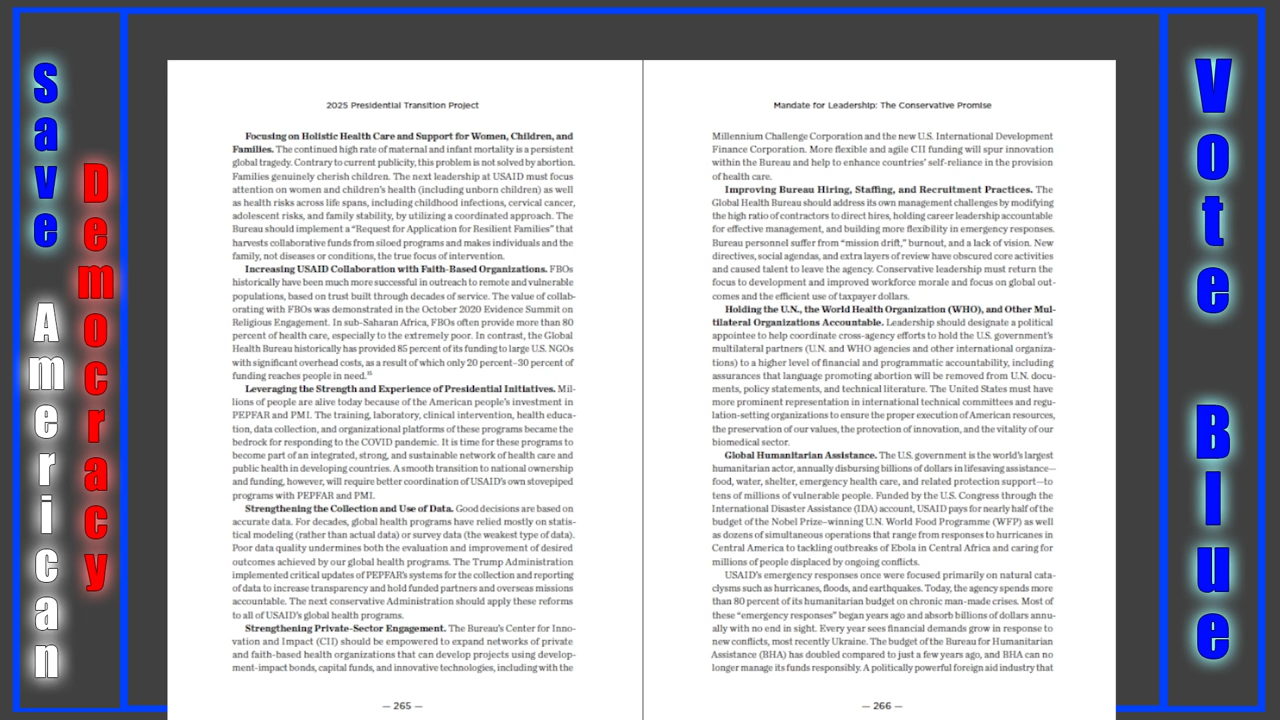 save
American
Democracy
2025 Presidential Transition Project
Focusing on Holistic Health Care and Support for Women, Children, and
Families. The continued high rate of maternal and infant mortality is a persistent
global tragedy. Contrary to current publicity, this problem is not solved by abortion.
Families genuinely cherish children. The next leadership at USAID must focus
attention on women and children's health (including unborn children) as well
as health risks across life spans, including childhood infections, cervical cancer,
adolescent risks, and family stability, by utilizing a coordinated approach. The
Bureau should implement a "Request for Application for Resilient Families" that
harvests collaborative funds from siloed programs and makes individuals and the
family, not diseases or conditions, the true focus of intervention.
Increasing USAID Collaboration with Faith-Based Organizations. FBOs
historically have been much more successful in outreach to remote and vulnerable
populations, based on trust built through decades of service. The value of collab-
orating with FBOs was demonstrated in the October 2020 Evidence Summit on
Religious Engagement. In sub-Saharan Africa, FBOs often provide more than 80
percent of health care, especially to the extremely poor. In contrast, the Global
Health Bureau historically has provided 85 percent of its funding to large U.S. NGOs
with significant overhead costs, as a result of which only 20 percent–30 percent of
funding reaches people in need.
Leveraging the Strength and Experience of Presidential Initiatives. Mil-
lions of people are alive today because of the American people's investment in
PEPFAR and PMI. The training, laboratory, clinical intervention, health educa-
tion, data collection, and organizational platforms of these programs became the
bedrock for responding to the COVID pandemic. It is time for these programs to
become part of an integrated, strong, and sustainable network of health care and
public health in developing countries. A smooth transition to national ownership
and funding, however, will require better coordination of USAID's own stovepiped
programs with PEPFAR and PMI.
Strengthening the Collection and Use of Data. Good decisions are based on
accurate data. For decades, global health programs have relied mostly on statis-
tical modeling (rather than actual data) or survey data (the weakest type of data).
Poor data quality undermines both the evaluation and improvement of desired
outcomes achieved by our global health programs. The Trump Administration
implemented critical updates of PEPFAR's systems for the collection and reporting
of data to increase transparency and hold funded partners and overseas missions
accountable. The next conservative Administration should apply these reforms
to all of USAID's global health programs.
Strengthening Private-Sector Engagement. The Bureau's Center for Inno-
vation and Impact (CII) should be empowered to expand networks of private
and faith-based health organizations that can develop projects using develop-
ment-impact bonds, capital funds, and innovative technologies, including with the
— 265 —
Mandate for Leadership: The Conservative Promise
Millennium Challenge Corporation and the new U.S. International Development
Finance Corporation. More flexible and agile CII funding will spur innovation
within the Bureau and help to enhance countries' self-reliance in the provision
of health care.
Improving Bureau Hiring, Staffing, and Recruitment Practices. The
Global Health Bureau should address its own management challenges by modifying
the high ratio of contractors to direct hires, holding career leadership accountable
for effective management, and building more flexibility in emergency responses.
Bureau personnel suffer from "mission drift," burnout, and a lack of vision. New
directives, social agendas, and extra layers of review have obscured core activities
and caused talent to leave the agency. Conservative leadership must return the
focus to development and improved workforce morale and focus on global out-
comes and the efficient use of taxpayer dollars.
Holding the U.N., the World Health Organization (WHO), and Other Mul-
tilateral Organizations Accountable. Leadership should designate a political
appointee to help coordinate cross-agency efforts to hold the U.S. government's
multilateral partners (U.N. and WHO agencies and other international organiza-
tions) to a higher level of financial and programmatic accountability, including
assurances that language promoting abortion will be removed from U.N. docu-
ments, policy statements, and technical literature. The United States must have
more prominent representation in international technical committees and regu-
lation-setting organizations to ensure the proper execution of American resources,
the preservation of our values, the protection of innovation, and the vitality of our
biomedical sector.
Global Humanitarian Assistance. The U.S. government is the world's largest
humanitarian actor, annually disbursing billions of dollars in lifesaving assistance—
food, water, shelter, emergency health care, and related protection support—to
tens of millions of vulnerable people. Funded by the U.S. Congress through the
International Disaster Assistance (IDA) account, USAID pays for nearly half of the
budget of the Nobel Prize–winning U.N. World Food Programme (WFP) as well
as dozens of simultaneous operations that range from responses to hurricanes in
Central America to tackling outbreaks of Ebola in Central Africa and caring for
millions of people displaced by ongoing conflicts.
USAID's emergency responses once were focused primarily on natural cata-
clysms such as hurricanes, floods, and earthquakes. Today, the agency spends more
than 80 percent of its humanitarian budget on chronic man-made crises. Most of
these "emergency responses" began years ago and absorb billions of dollars annu-
ally with no end in sight. Every year sees financial demands grow in response to
new conflicts, most recently Ukraine. The budget of the Bureau for Humanitarian
Assistance (BHA) has doubled compared to just a few years ago, and BHA can no
longer manage its funds responsibly. A politically powerful foreign aid industry that
— 266 —
Vote
Blue